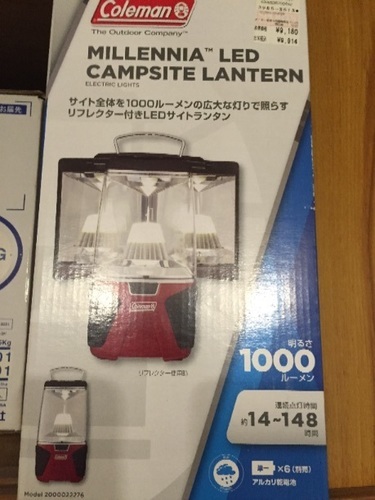 Coleman
The Outdoor Company™
MILLENNIA™ LED
CAMPSITE LANTERN
ELECTRIC LIGHTS
サイト全体を1000ルーメンの広大な灯りで照らす
リフレクター付きLEDサイトランタン
Coleman
リフレクター使用時
明るさ
1000
ルーメン
連続点灯時間
約14~148
時間
単一×6(別売)
アルカリ乾電池
お届先
G